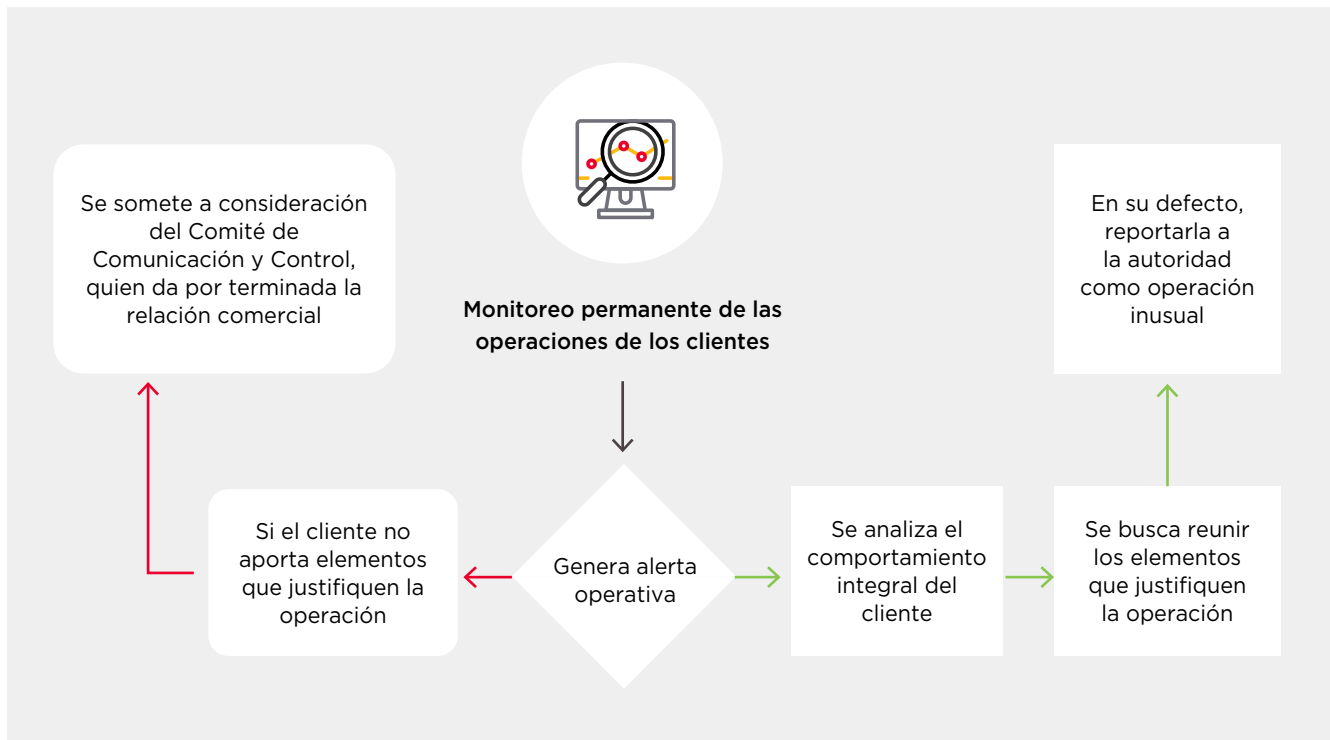 Monitoreo permanente de las
operaciones de los clientes
Se somete a consideración
del Comité de
Comunicación y Control,
quien da por terminada la
relación comercial
En su defecto,
reportarla a
la autoridad
como operación
inusual
Si el cliente no
aporta elementos
que justifiquen la
operación
Genera alerta
operativa
Se analiza el
comportamiento
integral del
cliente
Se busca reunir
los elementos
que justifiquen
la operación